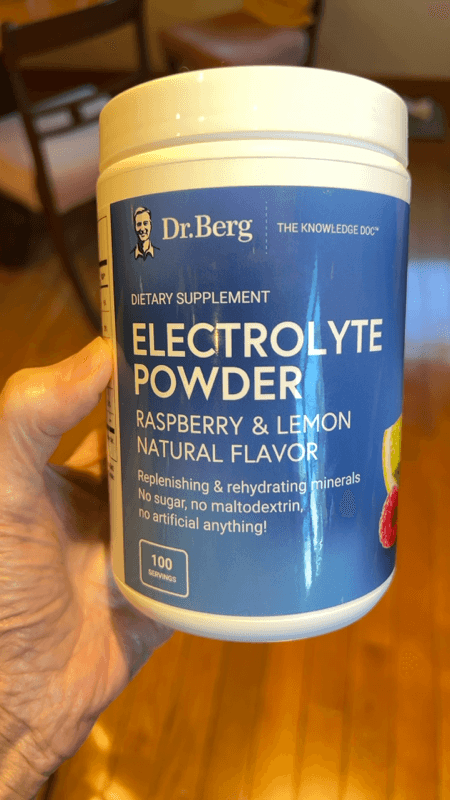 Dr.Berg
THE KNOWLEDGE DOC™
DIETARY SUPPLEMENT
ELECTROLYTE
POWDER
RASPBERRY & LEMON
NATURAL FLAVOR
Replenishing & rehydrating minerals
No sugar, no maltodextrin,
no artificial anything!
100
SERVINGS